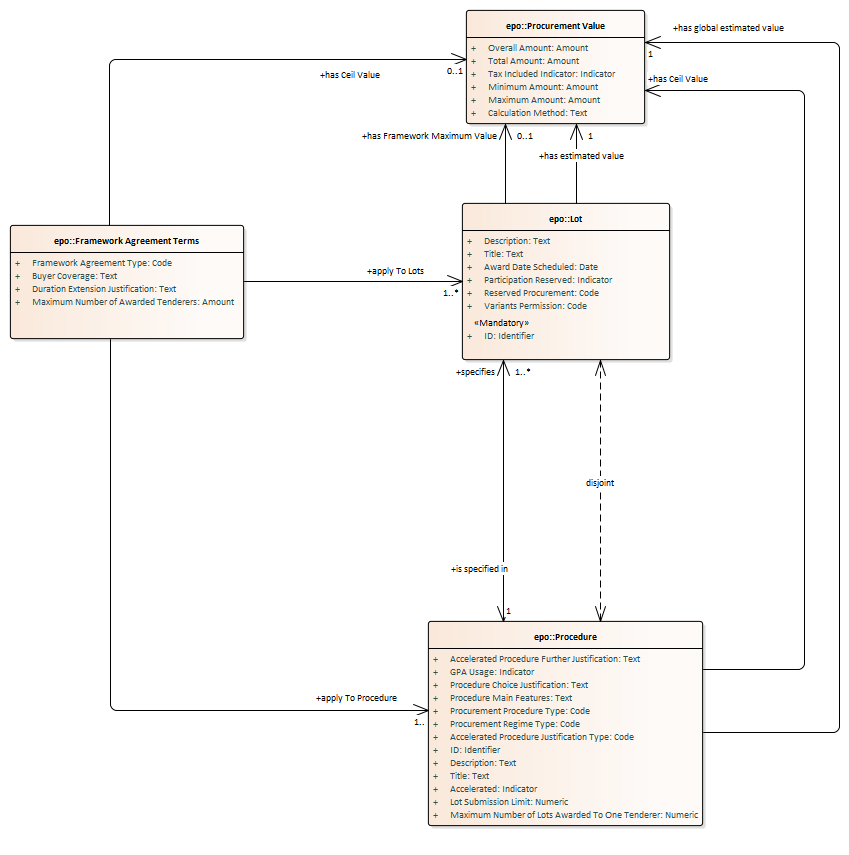 epo::Procurement Value
+ Overall Amount: Amount
+ Total Amount: Amount
+ Tax Included Indicator: Indicator
+ Minimum Amount: Amount
+ Maximum Amount: Amount
+ Calculation Method: Text
+has global estimated value
1
+has Ceil Value
+has Ceil Value
0..1
+has Framework Maximum Value
0..1
1
+has estimated value
epo::Lot
+ Description: Text
+ Title: Text
+ Award Date Scheduled: Date
+ Participation Reserved: Indicator
+ Reserved Procurement: Code
+ Variants Permission: Code
«Mandatory»
+ ID: Identifier
epo::Framework Agreement Terms
+ Framework Agreement Type: Code
+ Buyer Coverage: Text
+ Duration Extension Justification: Text
+ Maximum Number of Awarded Tenderers: Amount
+apply To Lots
1..*
+specifies
1..*
disjoint
+is specified in
1
epo::Procedure
+ Accelerated Procedure Further Justification: Text
+ GPA Usage: Indicator
+ Procedure Choice Justification: Text
+ Procedure Main Features: Text
+ Procurement Procedure Type: Code
+ Procurement Regime Type: Code
+ Accelerated Procedure Justification Type: Code
+ ID: Identifier
+ Description: Text
+ Title: Text
+ Accelerated: Indicator
+ Lot Submission Limit: Numeric
+ Maximum Number of Lots Awarded To One Tenderer: Numeric
+apply To Procedure
1..